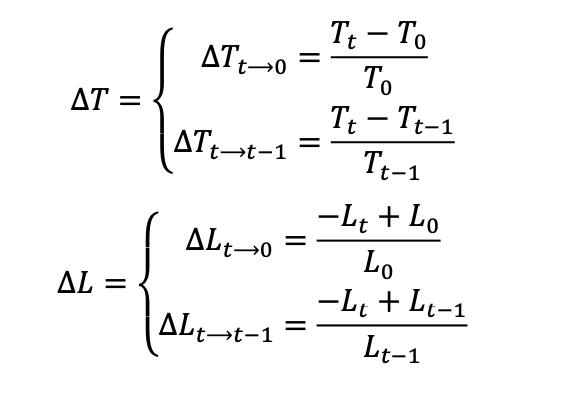 ΔT = { ΔT_{t→0} = (T_t − T_0) / T_0
ΔT_{t→t−1} = (T_t − T_{t−1}) / T_{t−1}
ΔL = { ΔL_{t→0} = (−L_t + L_0) / L_0
ΔL_{t→t−1} = (−L_t + L_{t−1}) / L_{t−1}